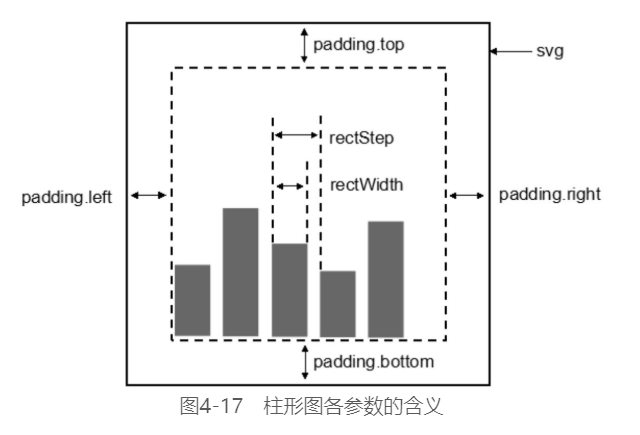 padding.top
svg
rectStep
rectWidth
padding.left
padding.right
padding.bottom
图4-17 柱形图各参数的含义